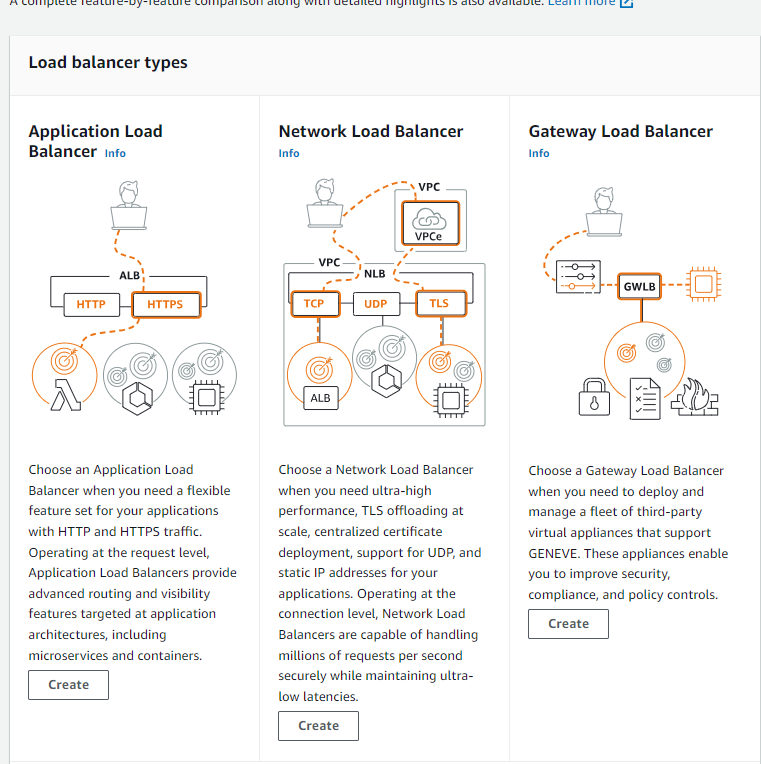 A complete feature-by-feature comparison along with detailed highlights is also available. Learn more
Load balancer types
Application Load
Balancer Info
ALB
HTTP
HTTPS
Choose an Application Load
Balancer when you need a flexible
feature set for your applications
with HTTP and HTTPS traffic.
Operating at the request level,
Application Load Balancers provide
advanced routing and visibility
features targeted at application
architectures, including
microservices and containers.
Create
Network Load Balancer
Info
VPC
VPCe
VPC
NLB
TCP
UDP
TLS
ALB
Choose a Network Load Balancer
when you need ultra-high
performance, TLS offloading at
scale, centralized certificate
deployment, support for UDP, and
static IP addresses for your
applications. Operating at the
connection level, Network Load
Balancers are capable of handling
millions of requests per second
securely while maintaining ultra-
low latencies.
Create
Gateway Load Balancer
Info
GWLB
Choose a Gateway Load Balancer
when you need to deploy and
manage a fleet of third-party
virtual appliances that support
GENEVE. These appliances enable
you to improve security,
compliance, and policy controls.
Create